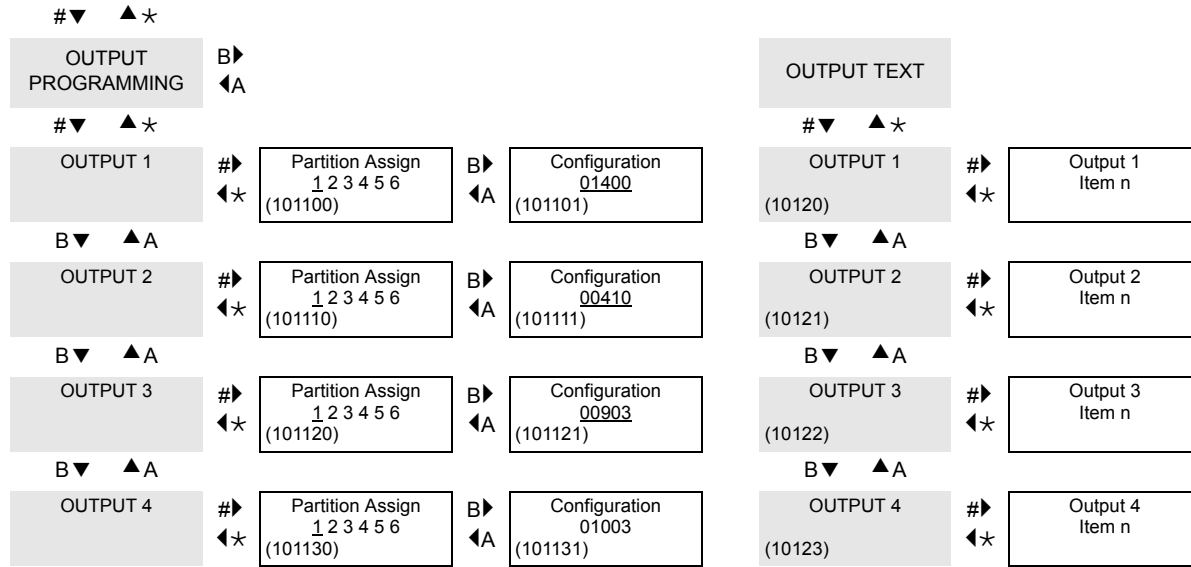 #▼ ▲*
OUTPUT PROGRAMMING
B▶
◀A
OUTPUT TEXT
#▼ ▲*
#▼ ▲*
OUTPUT 1
#▶
◀*
Partition Assign
1 2 3 4 5 6
(101100)
B▶
◀A
Configuration
01400
(101101)
OUTPUT 1
(10120)
#▶
◀*
Output 1
Item n
B▼ ▲A
B▼ ▲A
OUTPUT 2
#▶
◀*
Partition Assign
1 2 3 4 5 6
(101110)
B▶
◀A
Configuration
00410
(101111)
OUTPUT 2
(10121)
#▶
◀*
Output 2
Item n
B▼ ▲A
B▼ ▲A
OUTPUT 3
#▶
◀*
Partition Assign
1 2 3 4 5 6
(101120)
B▶
◀A
Configuration
00903
(101121)
OUTPUT 3
(10122)
#▶
◀*
Output 3
Item n
B▼ ▲A
B▼ ▲A
OUTPUT 4
#▶
◀*
Partition Assign
1 2 3 4 5 6
(101130)
B▶
◀A
Configuration
01003
(101131)
OUTPUT 4
(10123)
#▶
◀*
Output 4
Item n